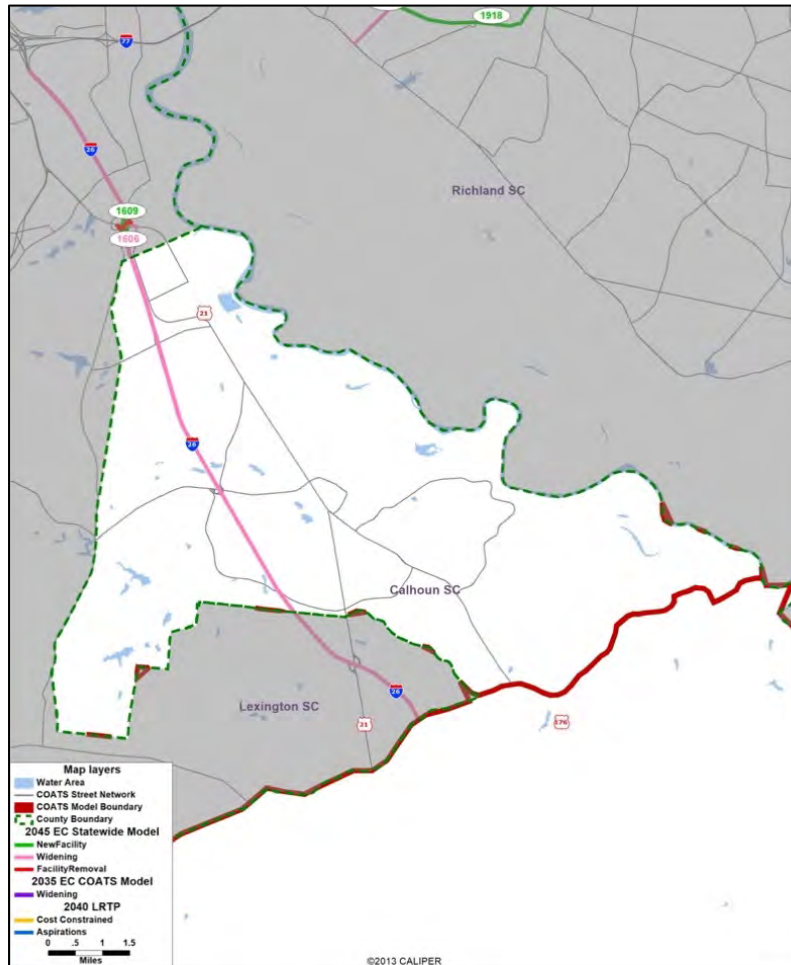 1918
77
26
Richland SC
1609
1606
21
26
Calhoun SC
26
Lexington SC
21
176
Map layers
Water Area
COATS Street Network
COATS Model Boundary
County Boundary
2045 EC Statewide Model
NewFacility
Widening
FacilityRemoval
2035 EC COATS Model
Widening
2040 LRTP
Cost Constrained
Aspirations
0 .5 1 1.5
Miles
©2013 CALIPER